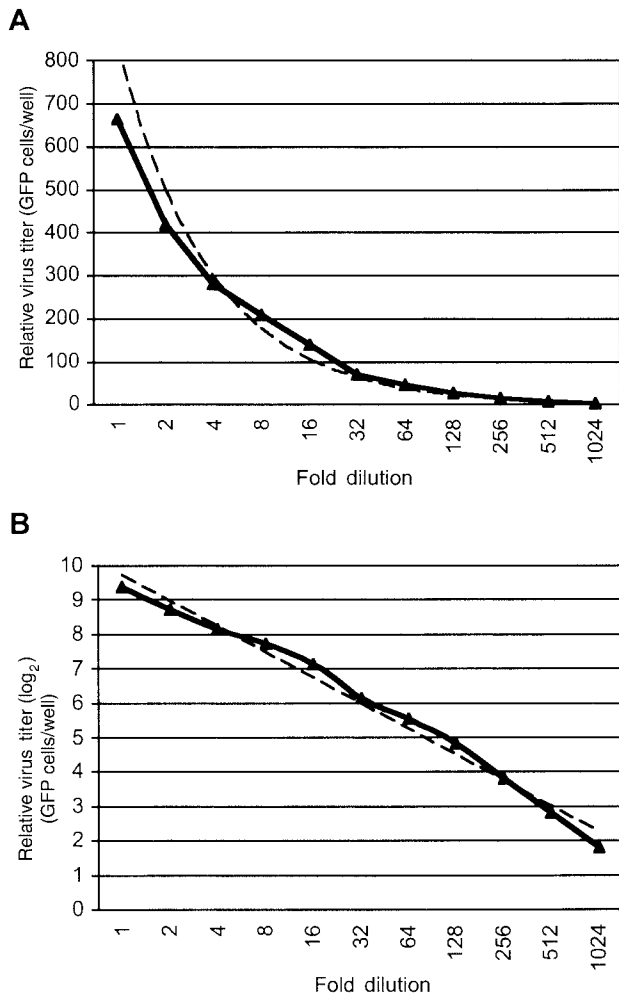 A
Relative virus titer (GFP cells/well)
800
700
600
500
400
300
200
100
0
1 2 4 8 16 32 64 128 256 512 1024
Fold dilution
B
Relative virus titer (log₂)
(GFP cells/well)
10
9
8
7
6
5
4
3
2
1
0
1 2 4 8 16 32 64 128 256 512 1024
Fold dilution